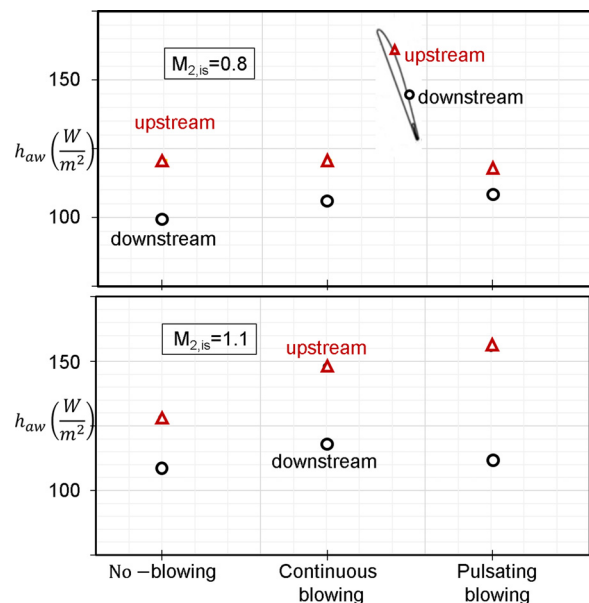 M2,is=0.8
upstream
downstream
150
upstream
haw (W/m²)
100
downstream
M2,is=1.1
150
upstream
haw (W/m²)
downstream
100
No –blowing
Continuous
blowing
Pulsating
blowing